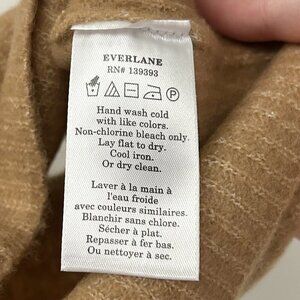 EVERLANE
RN# 139393
Hand wash cold
with like colors.
Non-chlorine bleach only.
Lay flat to dry.
Cool iron.
Or dry clean.
Laver à la main à
l'eau froide
avec couleurs similaires.
Blanchir sans chlore.
Sécher à plat.
Repasser à fer bas.
Ou nettoyer à sec.